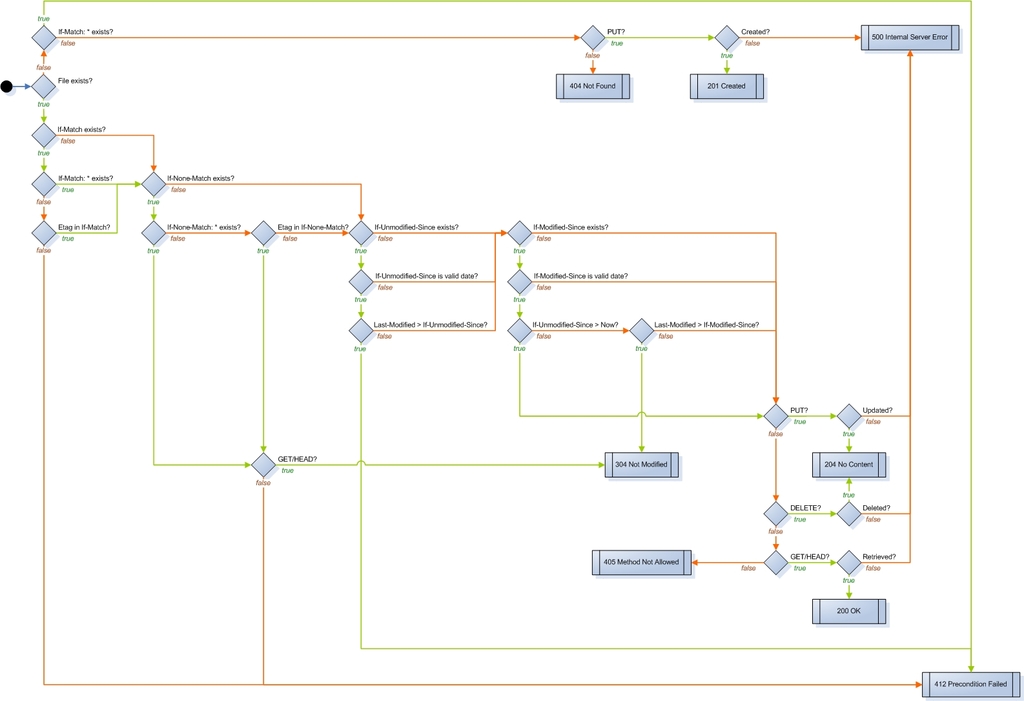 true
If-Match: * exists?
false
PUT?
true
Created?
false
500 Internal Server Error
false
false
true
File exists?
404 Not Found
201 Created
true
If-Match exists?
false
true
If-Match: * exists?
true
If-None-Match exists?
false
false
true
Etag in If-Match?
true
If-None-Match: * exists?
false
Etag in If-None-Match?
false
If-Unmodified-Since exists?
false
If-Modified-Since exists?
false
false
true
true
true
true
If-Unmodified-Since is valid date?
false
If-Modified-Since is valid date?
false
true
true
Last-Modified > If-Unmodified-Since?
false
If-Unmodified-Since > Now?
false
Last-Modified > If-Modified-Since?
false
true
true
true
PUT?
true
Updated?
false
false
true
GET/HEAD?
true
304 Not Modified
204 No Content
false
true
DELETE?
true
Deleted?
false
false
405 Method Not Allowed
false
GET/HEAD?
true
Retrieved?
false
true
200 OK
412 Precondition Failed